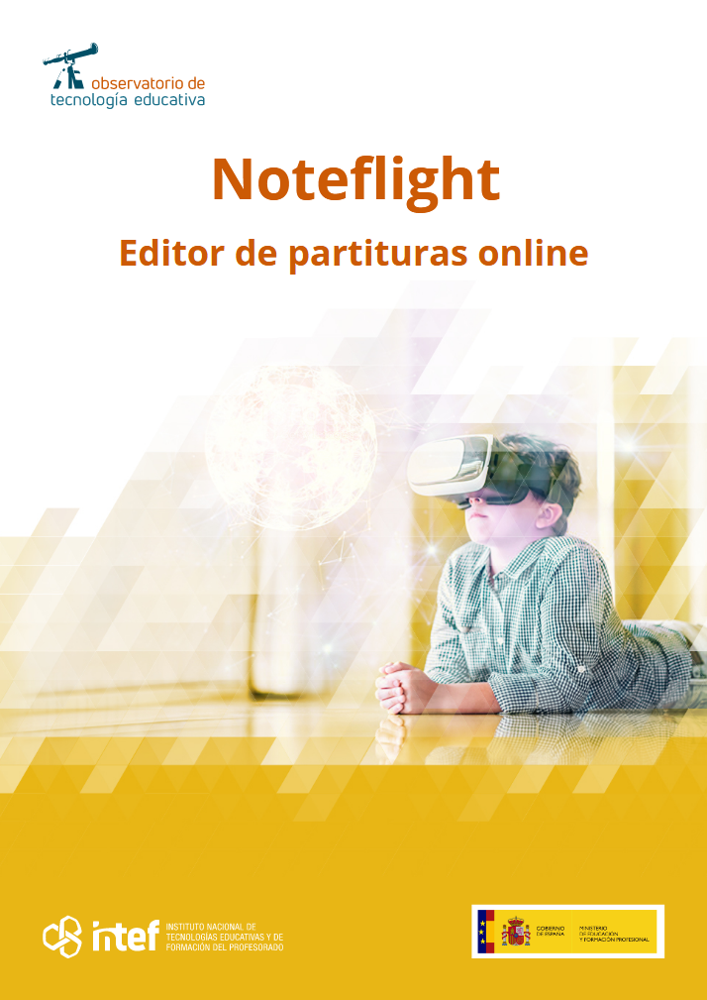 observatorio de
tecnología educativa
Noteflight
Editor de partituras online
intef
INSTITUTO NACIONAL DE
TECNOLOGÍAS EDUCATIVAS Y DE
FORMACIÓN DEL PROFESORADO
GOBIERNO
DE ESPAÑA
MINISTERIO
DE EDUCACIÓN
Y FORMACIÓN PROFESIONAL